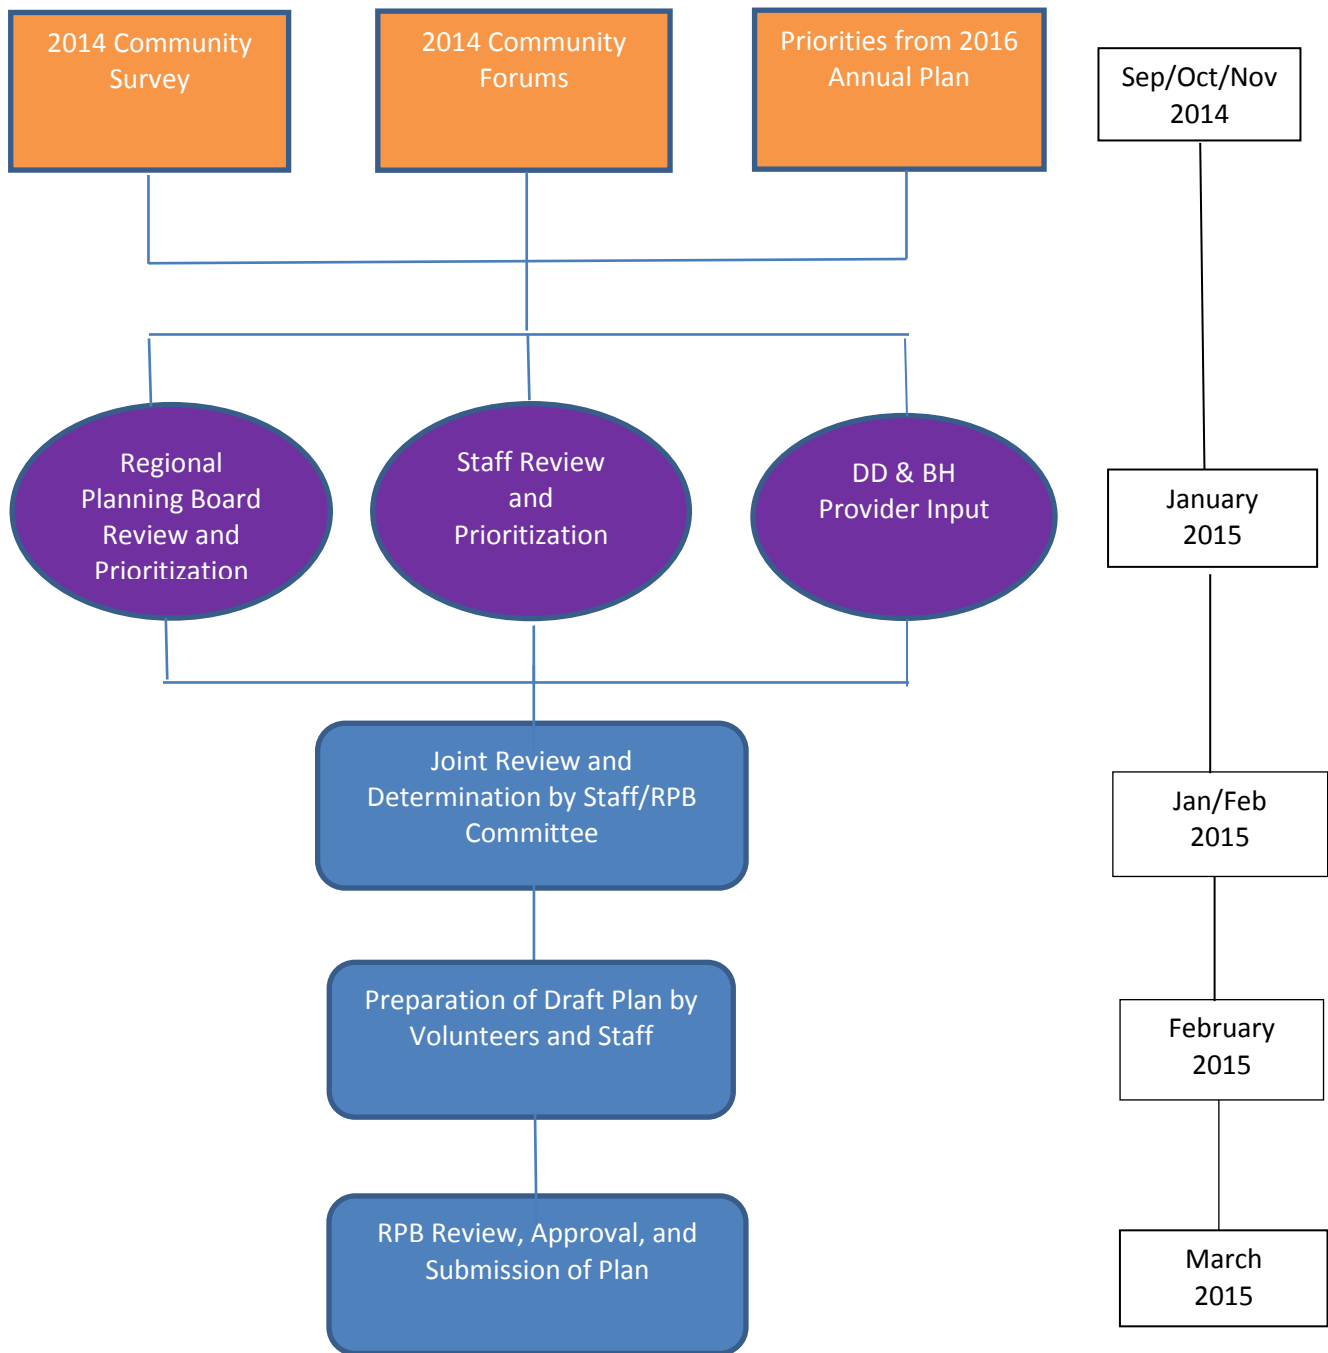 2014 Community
Survey
2014 Community
Forums
Priorities from 2016
Annual Plan
Sep/Oct/Nov
2014
Regional
Planning Board
Review and
Prioritization
Staff Review
and
Prioritization
DD & BH
Provider Input
January
2015
Joint Review and
Determination by Staff/RPB
Committee
Jan/Feb
2015
Preparation of Draft Plan by
Volunteers and Staff
February
2015
RPB Review, Approval, and
Submission of Plan
March
2015